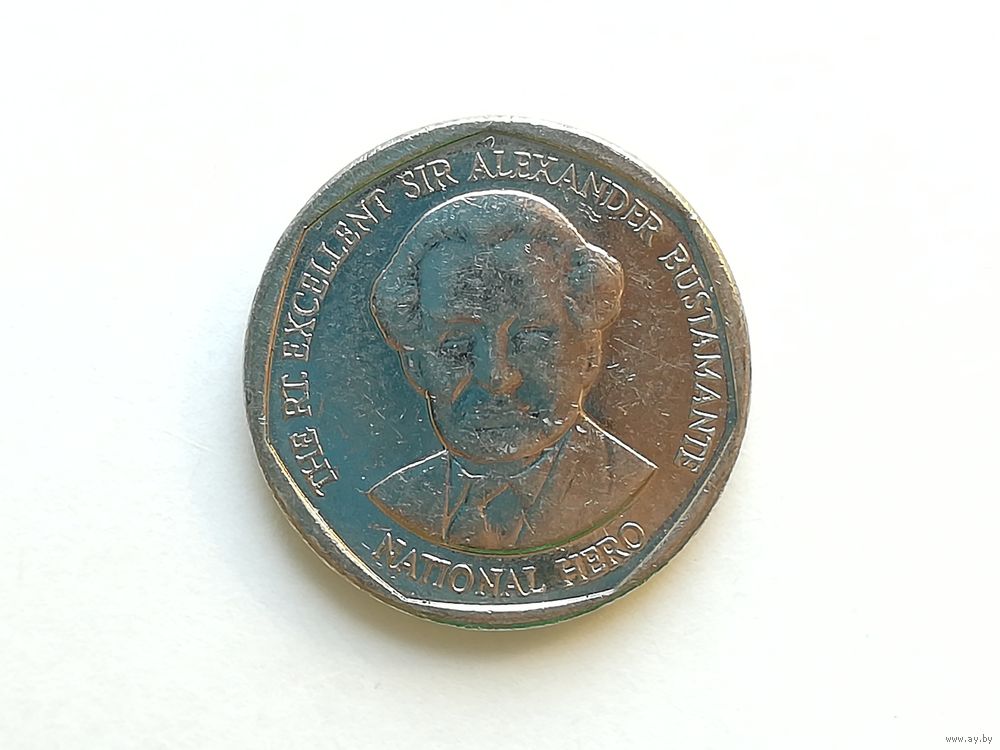 THE RT. EXCELLENT SIR ALEXANDER BUSTAMANTE
NATIONAL HERO
www.ay.by